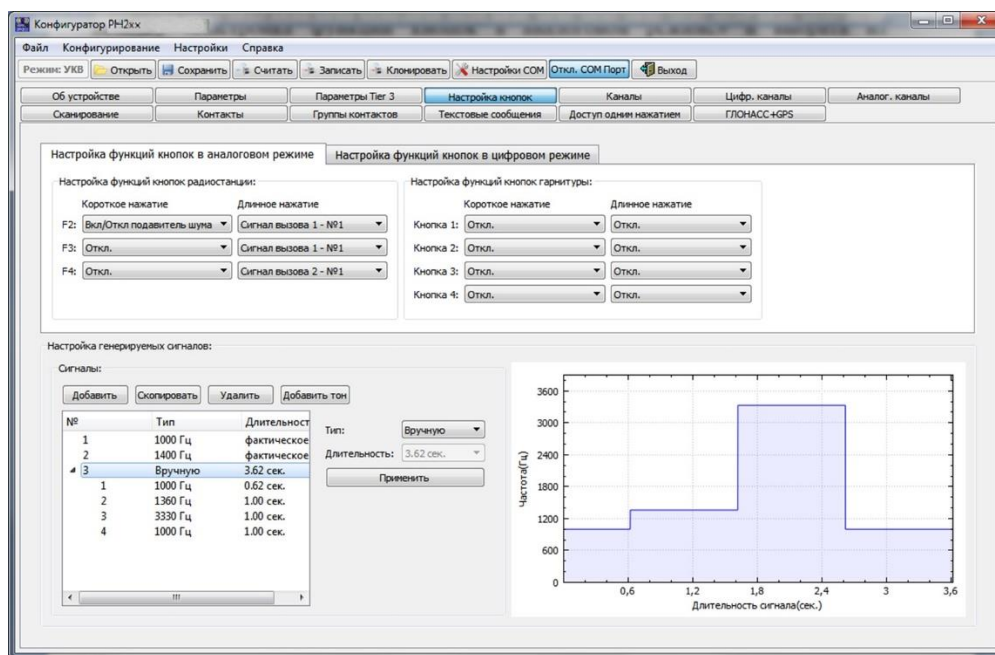 Конфигуратор РН2xx
Файл Конфигурирование Настройки Справка
Режим: УКВ Открыть Сохранить Считать Записать Клонировать Настройки COM Откл. COM Порт Выход
Об устройстве Параметры Параметры Tier 3 Настройка кнопок Каналы Цифр. каналы Аналог. каналы
Сканирование Контакты Группы контактов Текстовые сообщения Доступ одним нажатием ГЛОНАСС+GPS
Настройка функций кнопок в аналоговом режиме Настройка функций кнопок в цифровом режиме
Настройка функций кнопок радиостанции: Настройка функций кнопок гарнитуры:
Короткое нажатие Длинное нажатие Короткое нажатие Длинное нажатие
F2: Вкл/Откл подавитель шума Сигнал вызова 1 - №1 Кнопка 1: Откл. Откл.
F3: Откл. Сигнал вызова 1 - №1 Кнопка 2: Откл. Откл.
F4: Откл. Сигнал вызова 2 - №1 Кнопка 3: Откл. Откл.
Кнопка 4: Откл. Откл.
Настройка генерируемых сигналов:
Сигналы:
Добавить Скопировать Удалить Добавить тон
№ Тип Длительност
1 1000 Гц фактическое
2 1400 Гц фактическое
3 Вручную 3.62 сек.
1 1000 Гц 0.62 сек.
2 1360 Гц 1.00 сек.
3 3330 Гц 1.00 сек.
4 1000 Гц 1.00 сек.
Тип: Вручную
Длительность: 3.62 сек.
Применить
Частота(Гц)
3600
3000
2400
1800
1200
600
0
0,6 1,2 1,8 2,4 3 3,6
Длительность сигнала(сек.)